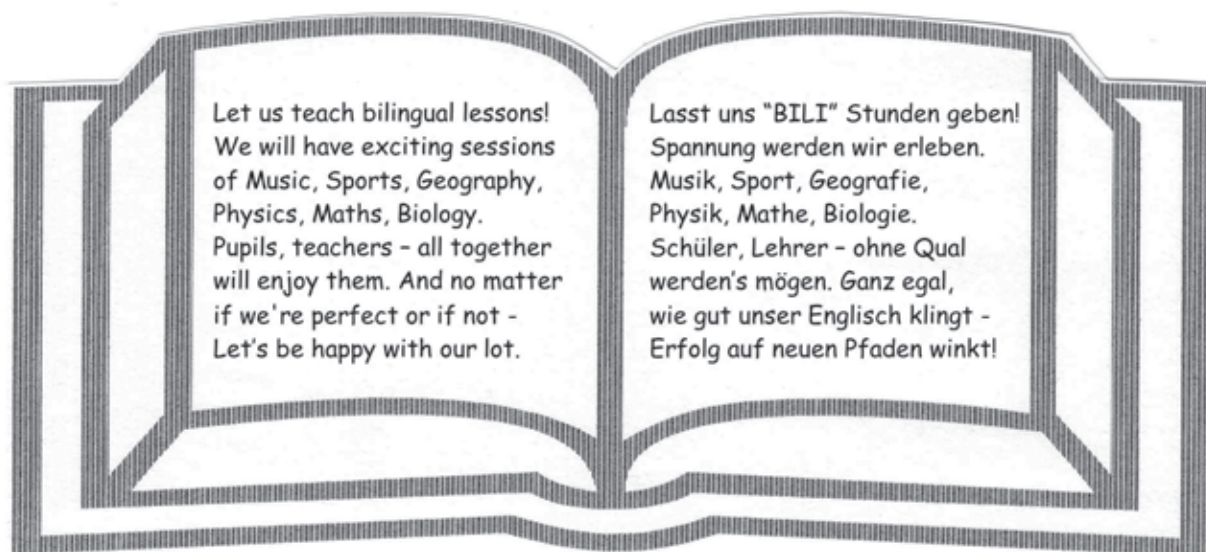 Let us teach bilingual lessons!
We will have exciting sessions
of Music, Sports, Geography,
Physics, Maths, Biology.
Pupils, teachers – all together
will enjoy them. And no matter
if we're perfect or if not -
Let's be happy with our lot.
Lasst uns “BILI” Stunden geben!
Spannung werden wir erleben.
Musik, Sport, Geografie,
Physik, Mathe, Biologie.
Schüler, Lehrer – ohne Qual
werden's mögen. Ganz egal,
wie gut unser Englisch klingt -
Erfolg auf neuen Pfaden winkt!